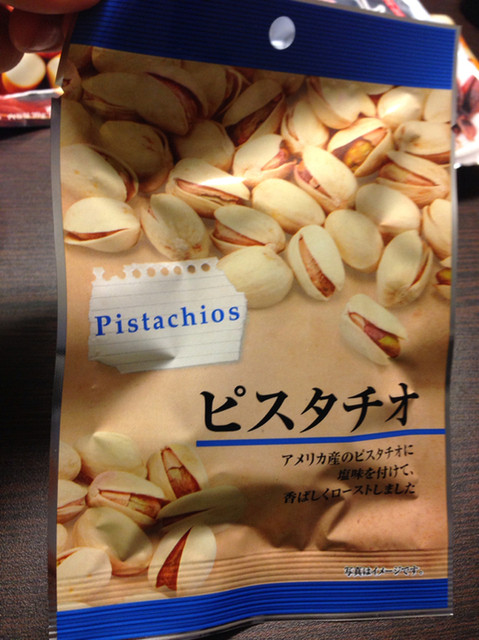 Pistachios
ピスタチオ
アメリカ産のピスタチオに
塩味を付けて、
香ばしくローストしました
写真はイメージです。